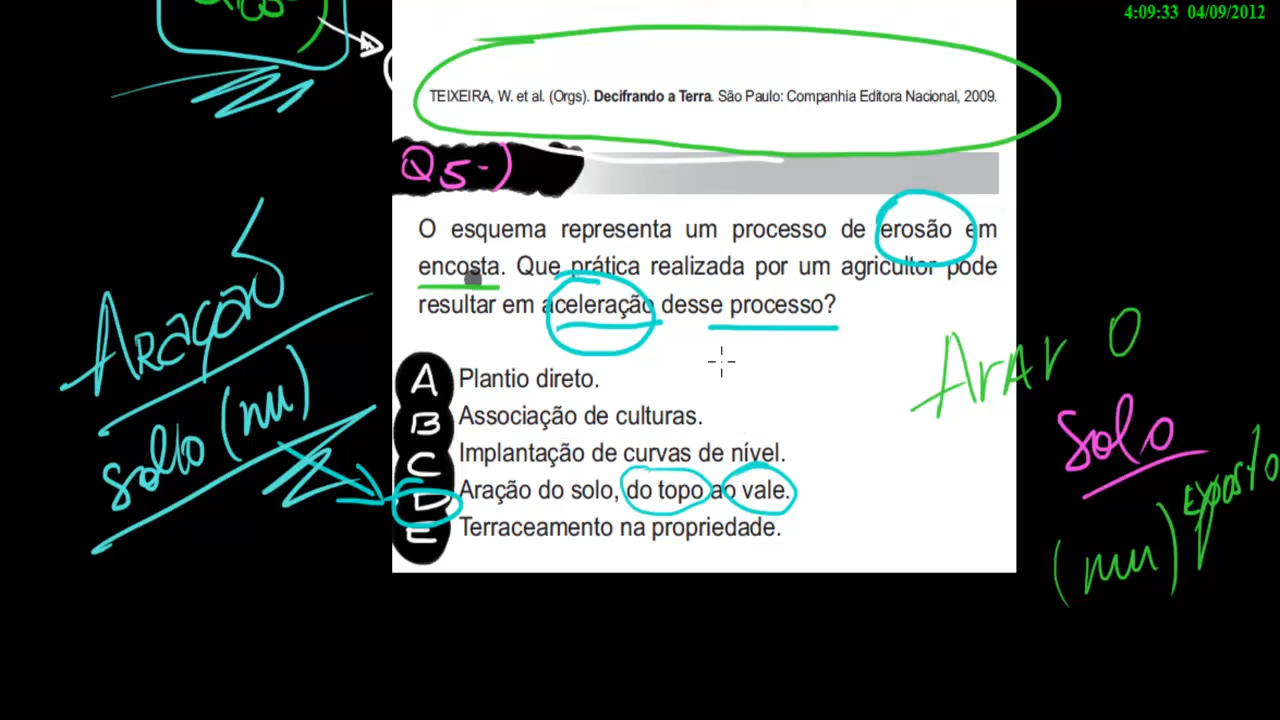 4:09:33 04/09/2012
TEIXEIRA, W. et al. (Orgs). Decifrando a Terra. São Paulo: Companhia Editora Nacional, 2009.
Q5-)
O esquema representa um processo de erosão em
encosta. Que prática realizada por um agricultor pode
resultar em aceleração desse processo?
A Plantio direto.
B Associação de culturas.
C Implantação de curvas de nível.
D Aração do solo, do topo ao vale.
E Terraceamento na propriedade.
Aração
solto (nu)
Arar o
Solo
exposto
(nu)